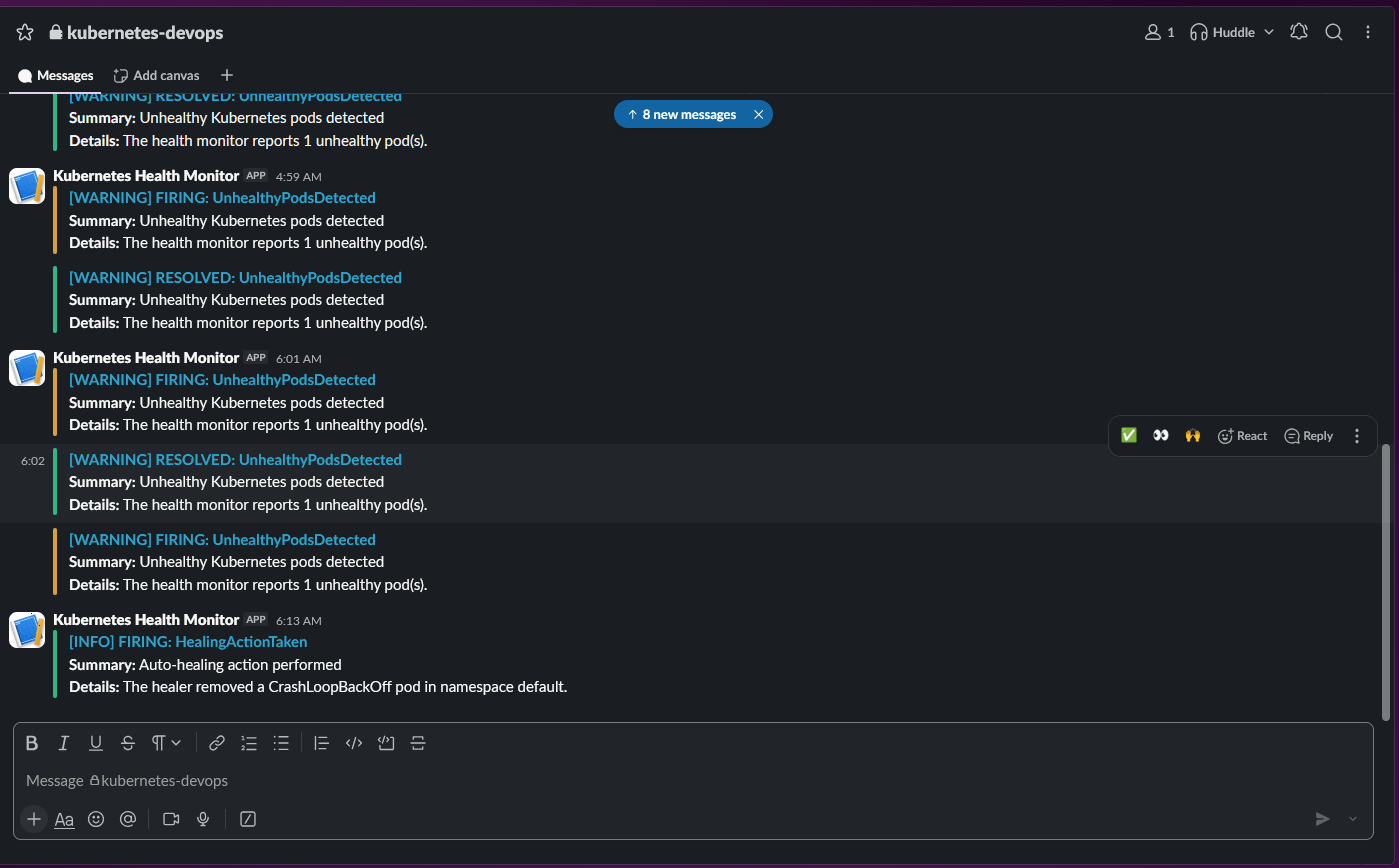 kubernetes-devops
1
Huddle
Messages
Add canvas
8 new messages
[WARNING] RESOLVED: UnhealthyPodsDetected
Summary: Unhealthy Kubernetes pods detected
Details: The health monitor reports 1 unhealthy pod(s).
Kubernetes Health Monitor APP 4:59 AM
[WARNING] FIRING: UnhealthyPodsDetected
Summary: Unhealthy Kubernetes pods detected
Details: The health monitor reports 1 unhealthy pod(s).
[WARNING] RESOLVED: UnhealthyPodsDetected
Summary: Unhealthy Kubernetes pods detected
Details: The health monitor reports 1 unhealthy pod(s).
Kubernetes Health Monitor APP 6:01 AM
[WARNING] FIRING: UnhealthyPodsDetected
Summary: Unhealthy Kubernetes pods detected
Details: The health monitor reports 1 unhealthy pod(s).
React
Reply
6:02
[WARNING] RESOLVED: UnhealthyPodsDetected
Summary: Unhealthy Kubernetes pods detected
Details: The health monitor reports 1 unhealthy pod(s).
[WARNING] FIRING: UnhealthyPodsDetected
Summary: Unhealthy Kubernetes pods detected
Details: The health monitor reports 1 unhealthy pod(s).
Kubernetes Health Monitor APP 6:13 AM
[INFO] FIRING: HealingActionTaken
Summary: Auto-healing action performed
Details: The healer removed a CrashLoopBackOff pod in namespace default.
Message kubernetes-devops
Aa